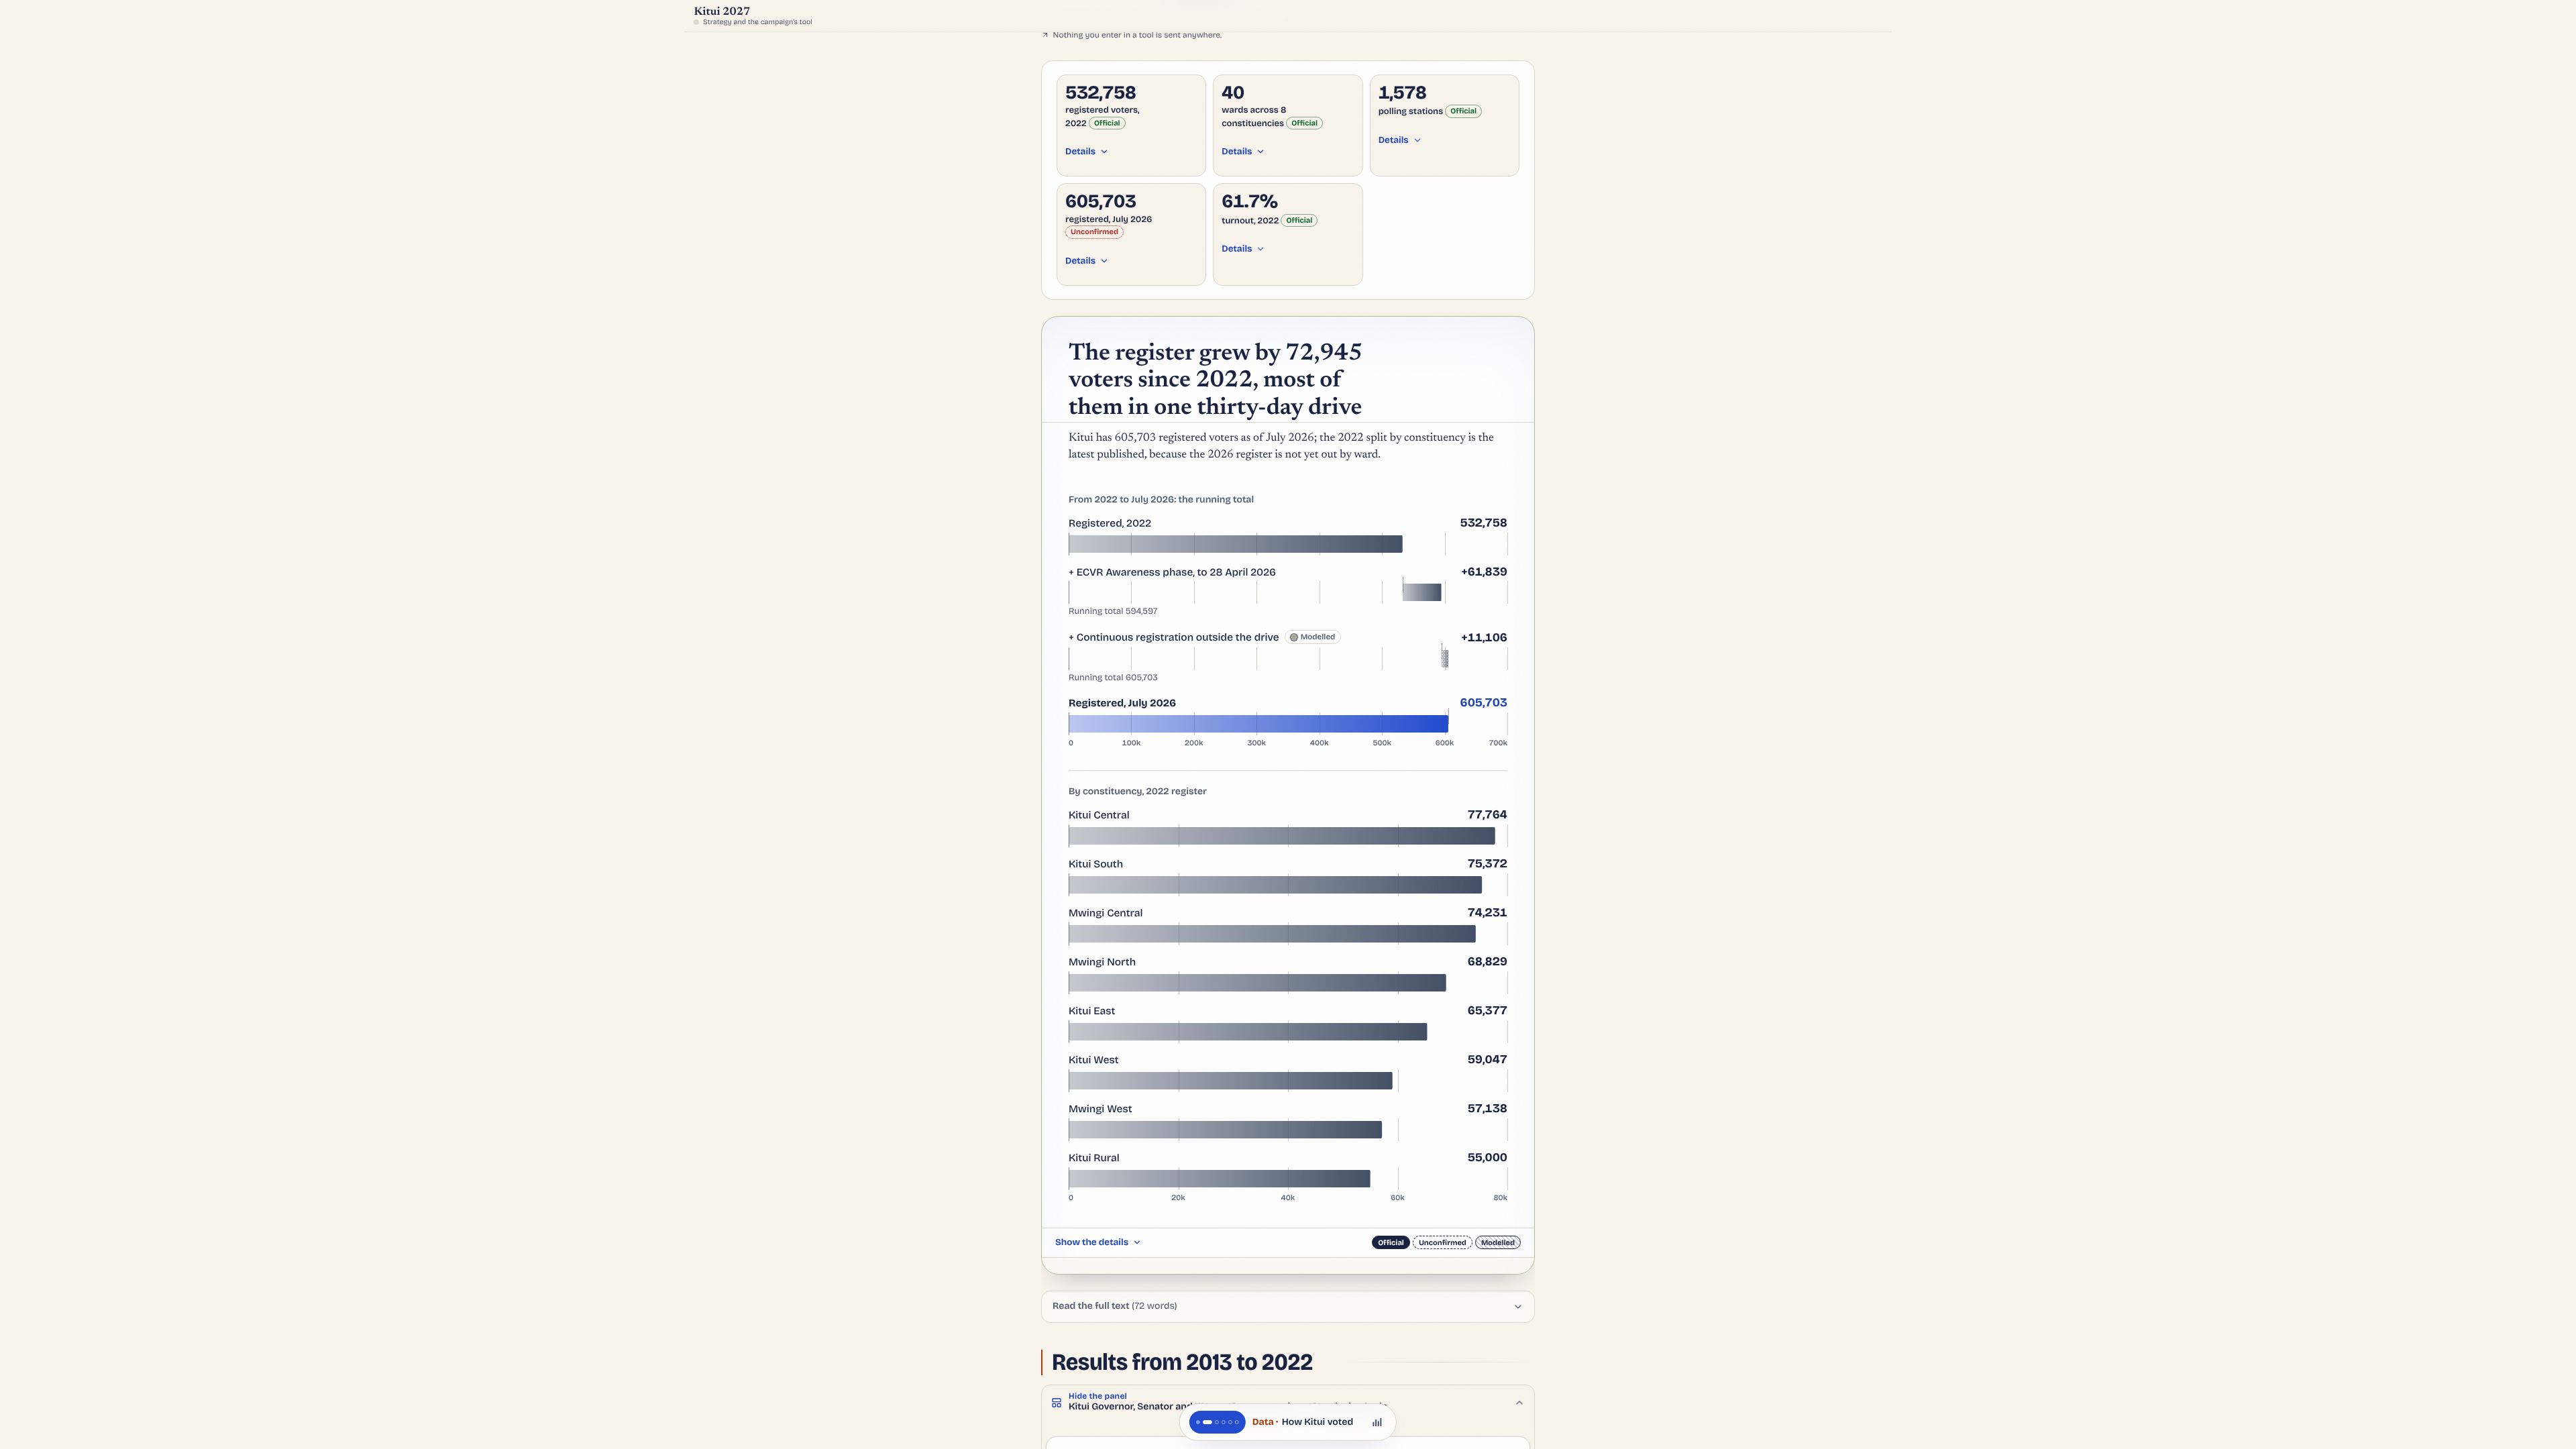 Kitui 2027
Strategy and the campaign's tool
Nothing you enter in a tool is sent anywhere.
532,758
registered voters,
2022 Official
Details
40
wards across 8
constituencies Official
Details
1,578
polling stations Official
Details
605,703
registered, July 2026
Unconfirmed
Details
61.7%
turnout, 2022 Official
Details
The register grew by 72,945
voters since 2022, most of
them in one thirty-day drive
Kitui has 605,703 registered voters as of July 2026; the 2022 split by constituency is the
latest published, because the 2026 register is not yet out by ward.
From 2022 to July 2026: the running total
Registered, 2022 532,758
+ ECVR Awareness phase, to 28 April 2026 +61,839
Running total 594,597
+ Continuous registration outside the drive Modelled +11,106
Running total 605,703
Registered, July 2026 605,703
0 100k 200k 300k 400k 500k 600k 700k
By constituency, 2022 register
Kitui Central 77,764
Kitui South 75,372
Mwingi Central 74,231
Mwingi North 68,829
Kitui East 65,377
Kitui West 59,047
Mwingi West 57,138
Kitui Rural 55,000
0 20k 40k 60k 80k
Show the details Official Unconfirmed Modelled
Read the full text (72 words)
Results from 2013 to 2022
Hide the panel
Kitui Governor, Senator and
Data · How Kitui voted